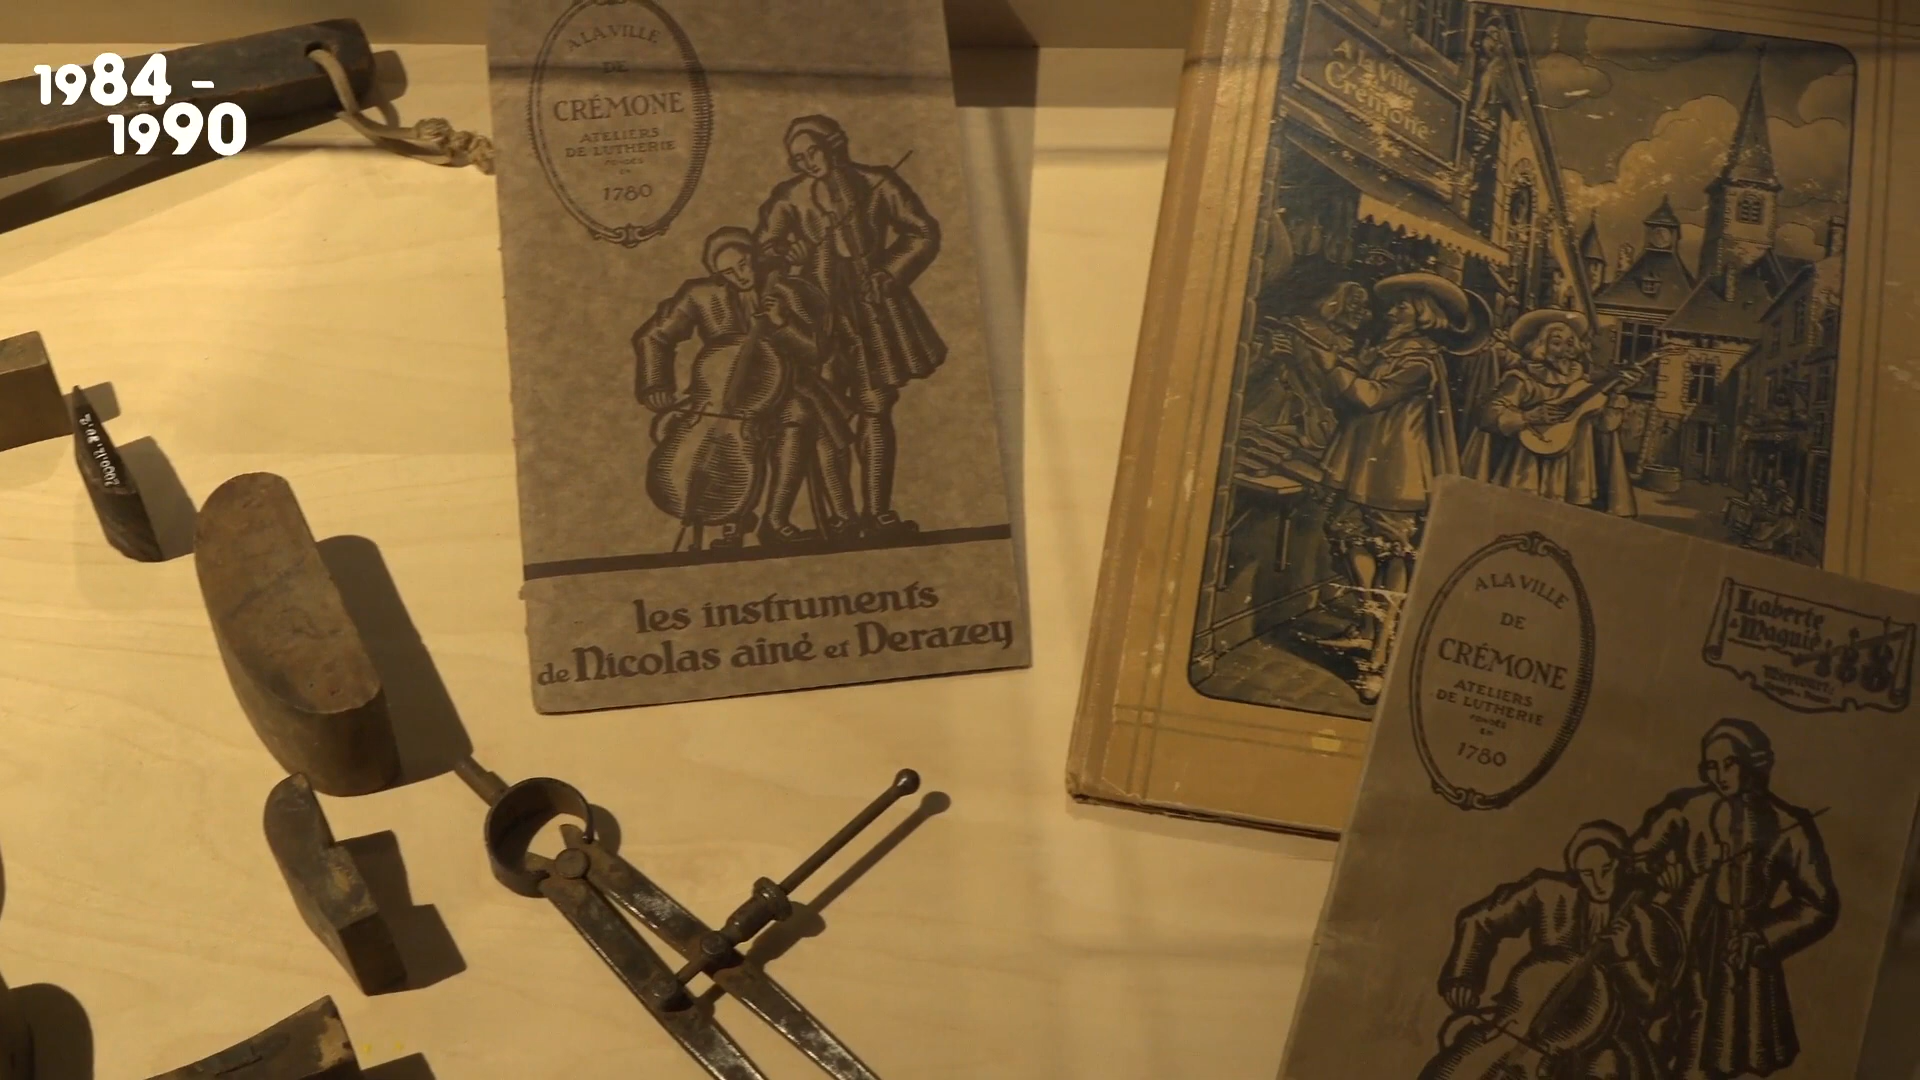 1984 -
1990
A LA VILLE
DE
CRÉMONE
ATELIERS
DE LUTHERIE
FONDÉS
EN
1780
les instruments
de Nicolas aîné et Derazey
A la Ville
de
Crémone
A LA VILLE
DE
CRÉMONE
ATELIERS
DE LUTHERIE
FONDÉS
EN
1780
Laberte
& Magnié